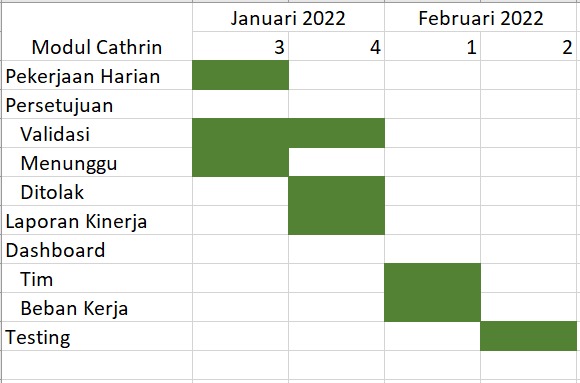 Januari 2022 Februari 2022
Modul Cathrin 3 4 1 2
Pekerjaan Harian
Persetujuan
Validasi
Menunggu
Ditolak
Laporan Kinerja
Dashboard
Tim
Beban Kerja
Testing